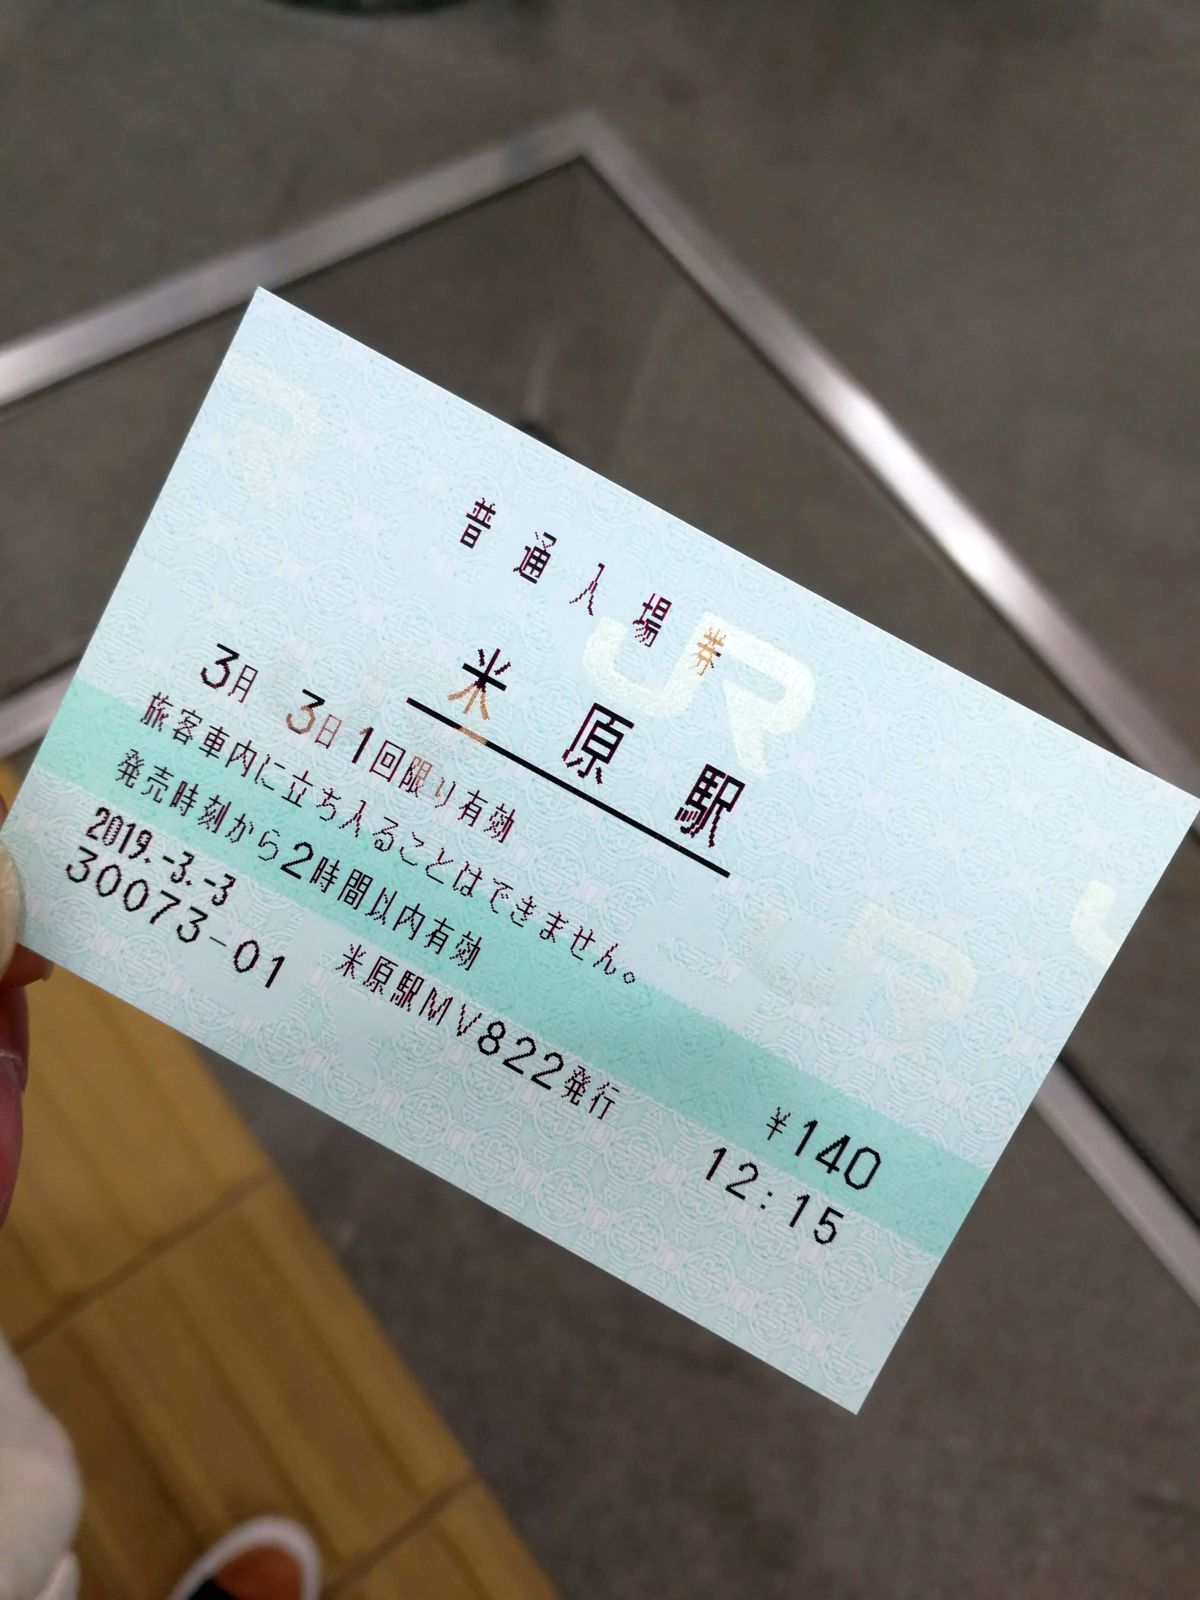 普通入場券
米原駅
3月 3日1回限り有効
旅客車内に立ち入ることはできません。
発売時刻から2時間以内有効
¥140
2019.-3.-3
12:15
30073-01 米原駅MV822発行
JR